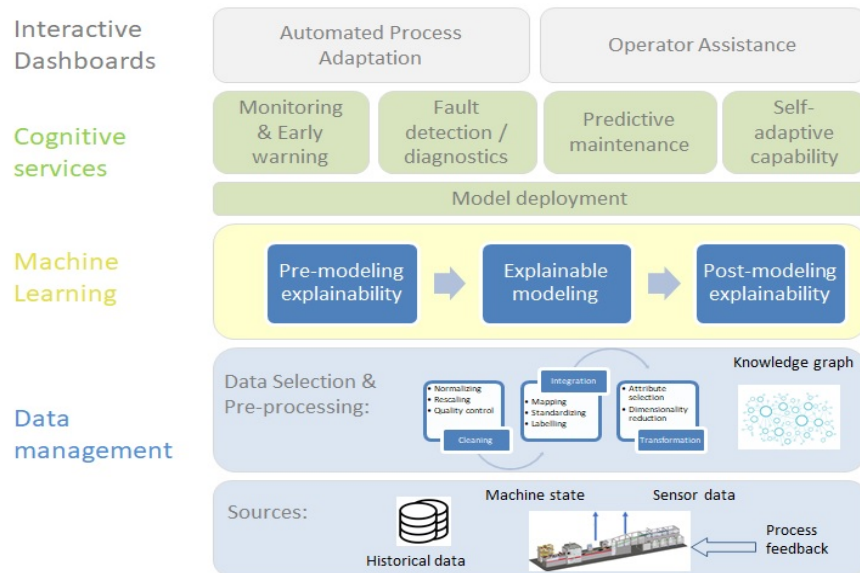 Interactive
Dashboards
Automated Process
Adaptation
Operator Assistance
Cognitive
services
Monitoring
& Early
warning
Fault
detection /
diagnostics
Predictive
maintenance
Self-
adaptive
capability
Model deployment
Machine
Learning
Pre-modeling
explainability
Explainable
modeling
Post-modeling
explainability
Data
management
Data Selection &
Pre-processing:
• Normalizing
• Rescaling
• Quality control
Cleaning
Integration
• Mapping
• Standardizing
• Labelling
• Attribute
selection
• Dimensionality
reduction
Transformation
Knowledge graph
Sources:
Historical data
Machine state
Sensor data
Process
feedback